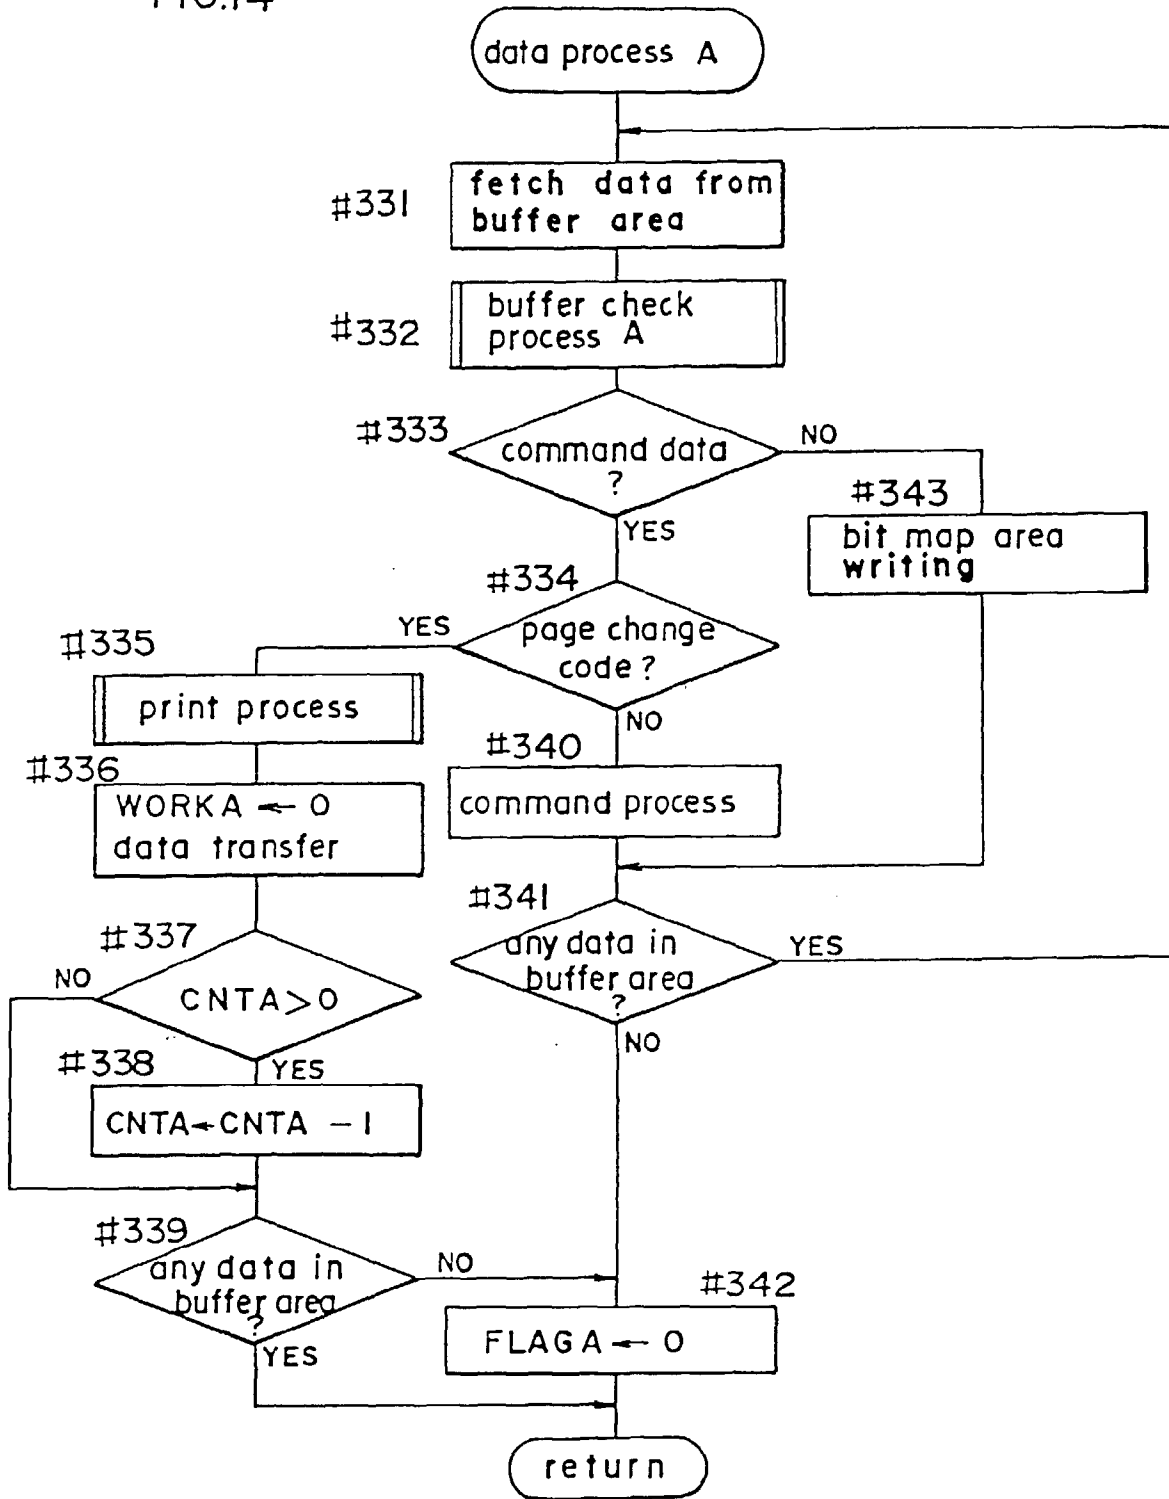 FIG.14
data process A
#331
fetch data from
buffer area
#332
buffer check
process A
#333
command data
?
NO
YES
#343
bit map area
writing
#334
page change
code?
YES
NO
#335
print process
#336
WORKA ← 0
data transfer
#340
command process
#337
CNTA>0
NO
YES
#341
any data in
buffer area
?
YES
NO
#338
CNTA←CNTA -1
#339
any data in
buffer area
?
NO
YES
#342
FLAGA ← 0
return